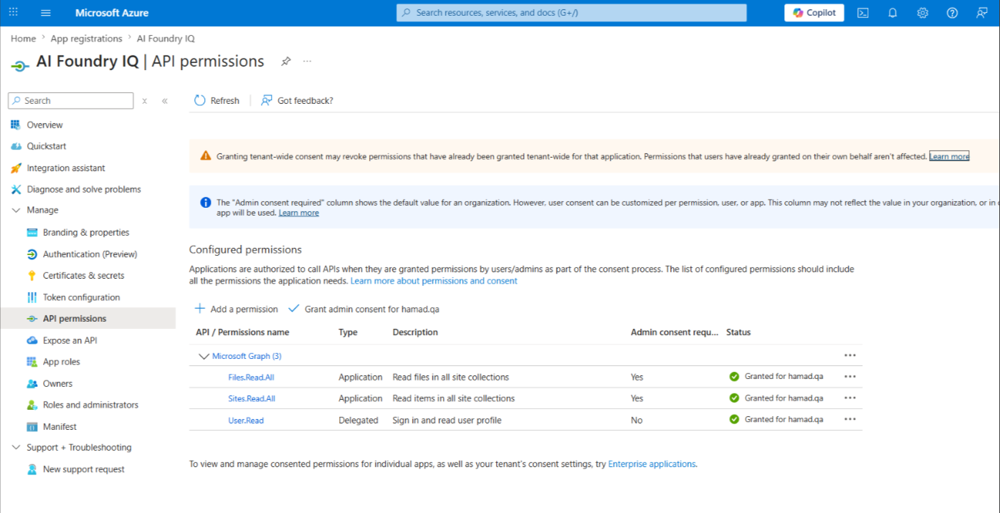 Microsoft Azure
Search resources, services, and docs (G+/)
Copilot
Home > App registrations > AI Foundry IQ
AI Foundry IQ | API permissions
Search
Refresh
Got feedback?
Overview
Quickstart
Integration assistant
Diagnose and solve problems
Manage
Branding & properties
Authentication (Preview)
Certificates & secrets
Token configuration
API permissions
Expose an API
App roles
Owners
Roles and administrators
Manifest
Support + Troubleshooting
New support request
Granting tenant-wide consent may revoke permissions that have already been granted tenant-wide for that application. Permissions that users have already granted on their own behalf aren't affected. Learn more
The "Admin consent required" column shows the default value for an organization. However, user consent can be customized per permission, user, or app. This column may not reflect the value in your organization, or in
app will be used. Learn more
Configured permissions
Applications are authorized to call APIs when they are granted permissions by users/admins as part of the consent process. The list of configured permissions should include
all the permissions the application needs. Learn more about permissions and consent
Add a permission Grant admin consent for hamad.qa
API / Permissions name Type Description Admin consent requ... Status
Microsoft Graph (3)
Files.Read.All Application Read files in all site collections Yes Granted for hamad.qa
Sites.Read.All Application Read items in all site collections Yes Granted for hamad.qa
User.Read Delegated Sign in and read user profile No Granted for hamad.qa
To view and manage consented permissions for individual apps, as well as your tenant's consent settings, try Enterprise applications.